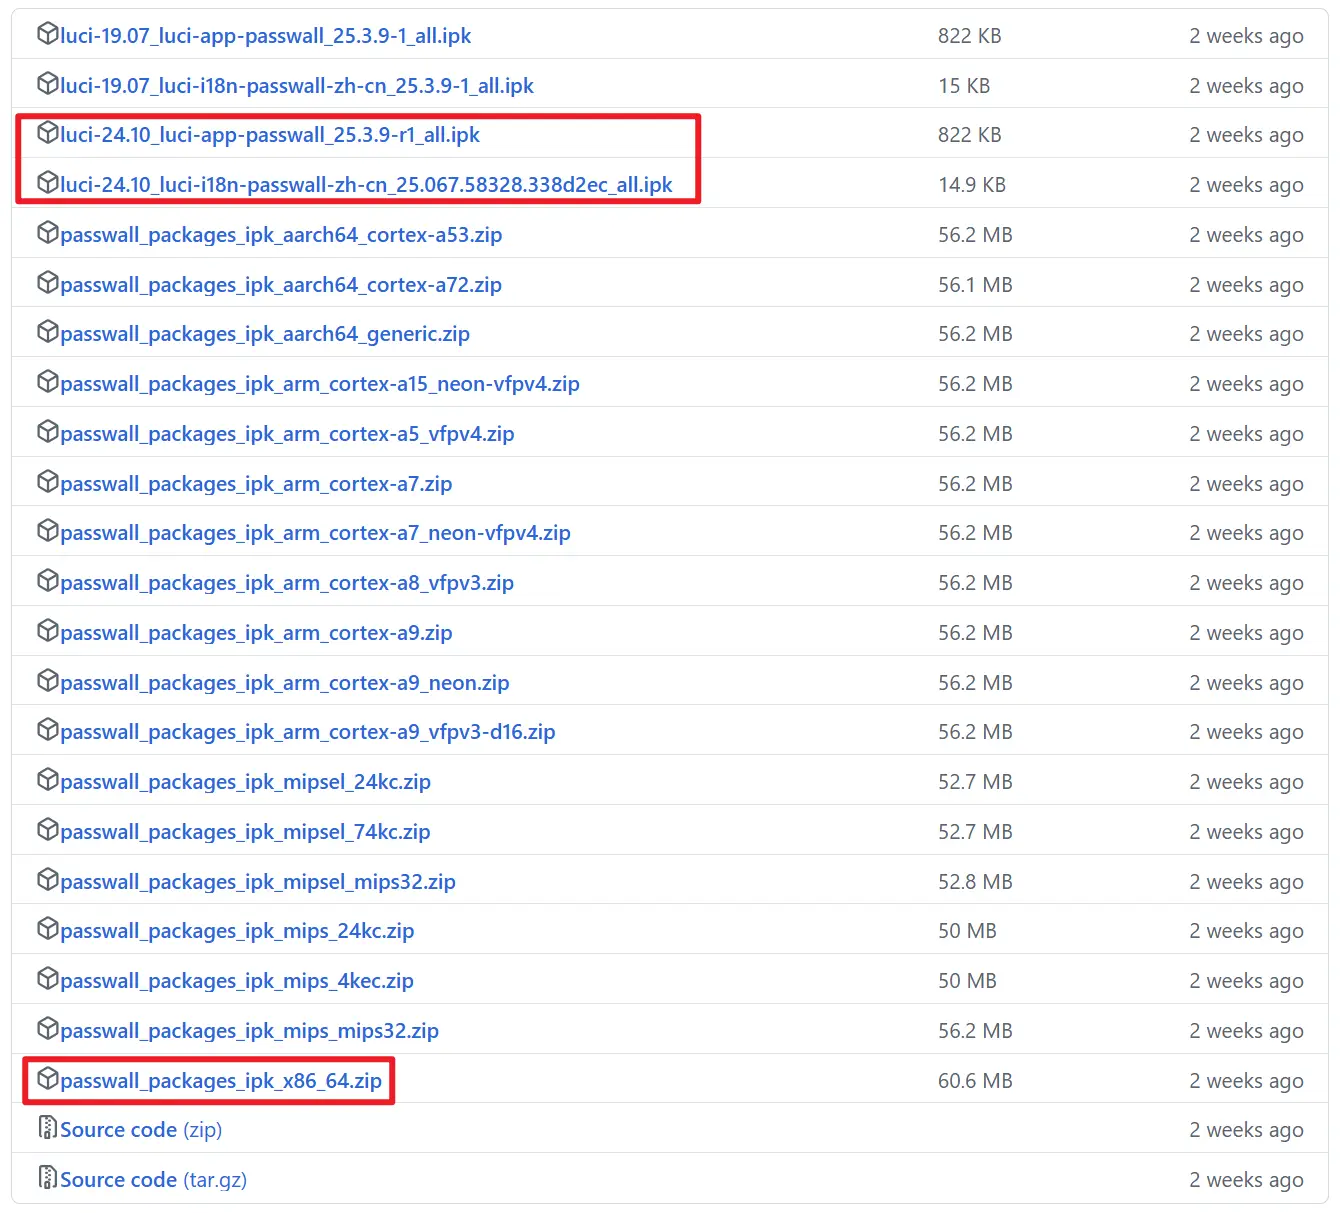 luci-19.07_luci-app-passwall_25.3.9-1_all.ipk 822 KB 2 weeks ago
luci-19.07_luci-i18n-passwall-zh-cn_25.3.9-1_all.ipk 15 KB 2 weeks ago
luci-24.10_luci-app-passwall_25.3.9-r1_all.ipk 822 KB 2 weeks ago
luci-24.10_luci-i18n-passwall-zh-cn_25.067.58328.338d2ec_all.ipk 14.9 KB 2 weeks ago
passwall_packages_ipk_aarch64_cortex-a53.zip 56.2 MB 2 weeks ago
passwall_packages_ipk_aarch64_cortex-a72.zip 56.1 MB 2 weeks ago
passwall_packages_ipk_aarch64_generic.zip 56.2 MB 2 weeks ago
passwall_packages_ipk_arm_cortex-a15_neon-vfpv4.zip 56.2 MB 2 weeks ago
passwall_packages_ipk_arm_cortex-a5_vfpv4.zip 56.2 MB 2 weeks ago
passwall_packages_ipk_arm_cortex-a7.zip 56.2 MB 2 weeks ago
passwall_packages_ipk_arm_cortex-a7_neon-vfpv4.zip 56.2 MB 2 weeks ago
passwall_packages_ipk_arm_cortex-a8_vfpv3.zip 56.2 MB 2 weeks ago
passwall_packages_ipk_arm_cortex-a9.zip 56.2 MB 2 weeks ago
passwall_packages_ipk_arm_cortex-a9_neon.zip 56.2 MB 2 weeks ago
passwall_packages_ipk_arm_cortex-a9_vfpv3-d16.zip 56.2 MB 2 weeks ago
passwall_packages_ipk_mipsel_24kc.zip 52.7 MB 2 weeks ago
passwall_packages_ipk_mipsel_74kc.zip 52.7 MB 2 weeks ago
passwall_packages_ipk_mipsel_mips32.zip 52.8 MB 2 weeks ago
passwall_packages_ipk_mips_24kc.zip 50 MB 2 weeks ago
passwall_packages_ipk_mips_4kec.zip 50 MB 2 weeks ago
passwall_packages_ipk_mips_mips32.zip 56.2 MB 2 weeks ago
passwall_packages_ipk_x86_64.zip 60.6 MB 2 weeks ago
Source code (zip) 2 weeks ago
Source code (tar.gz) 2 weeks ago